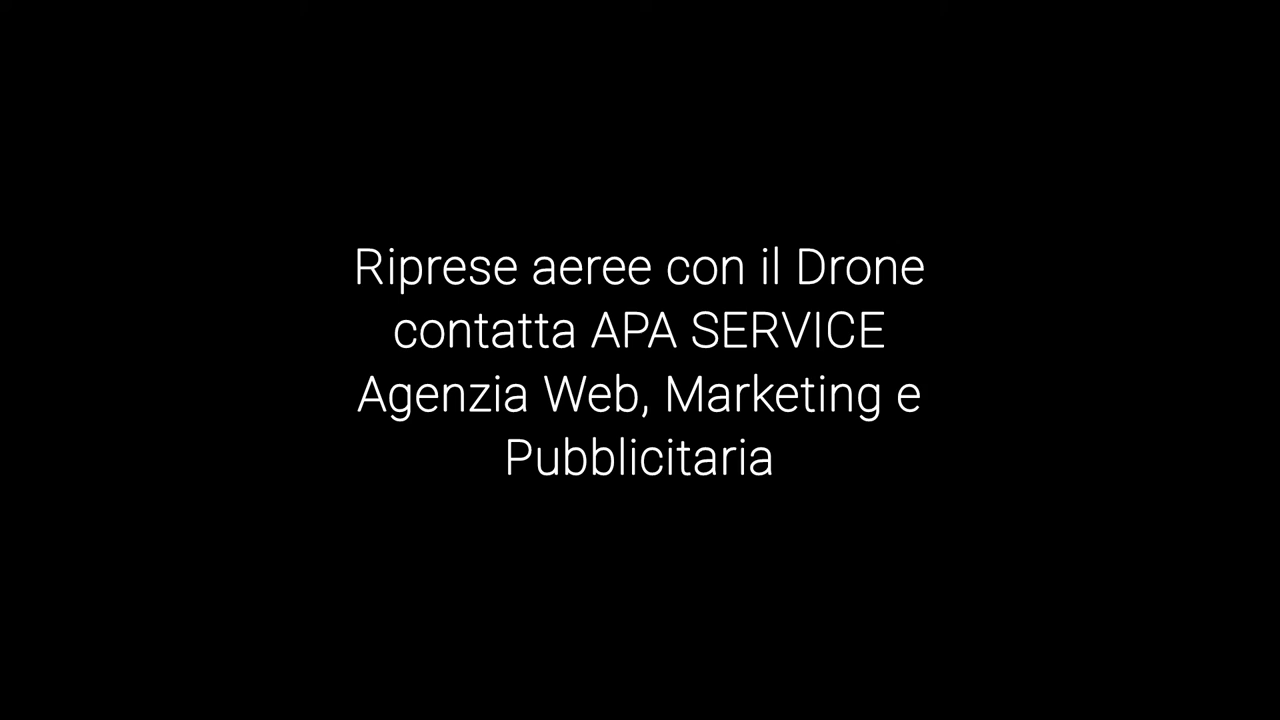 Riprese aeree con il Drone
contatta APA SERVICE
Agenzia Web, Marketing e
Pubblicitaria